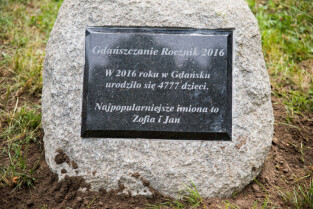 Gdańszczanie Rocznik 2016
W 2016 roku w Gdańsku
urodziło się 4777 dzieci.
Najpopularniejsze imiona to
Zofia i Jan